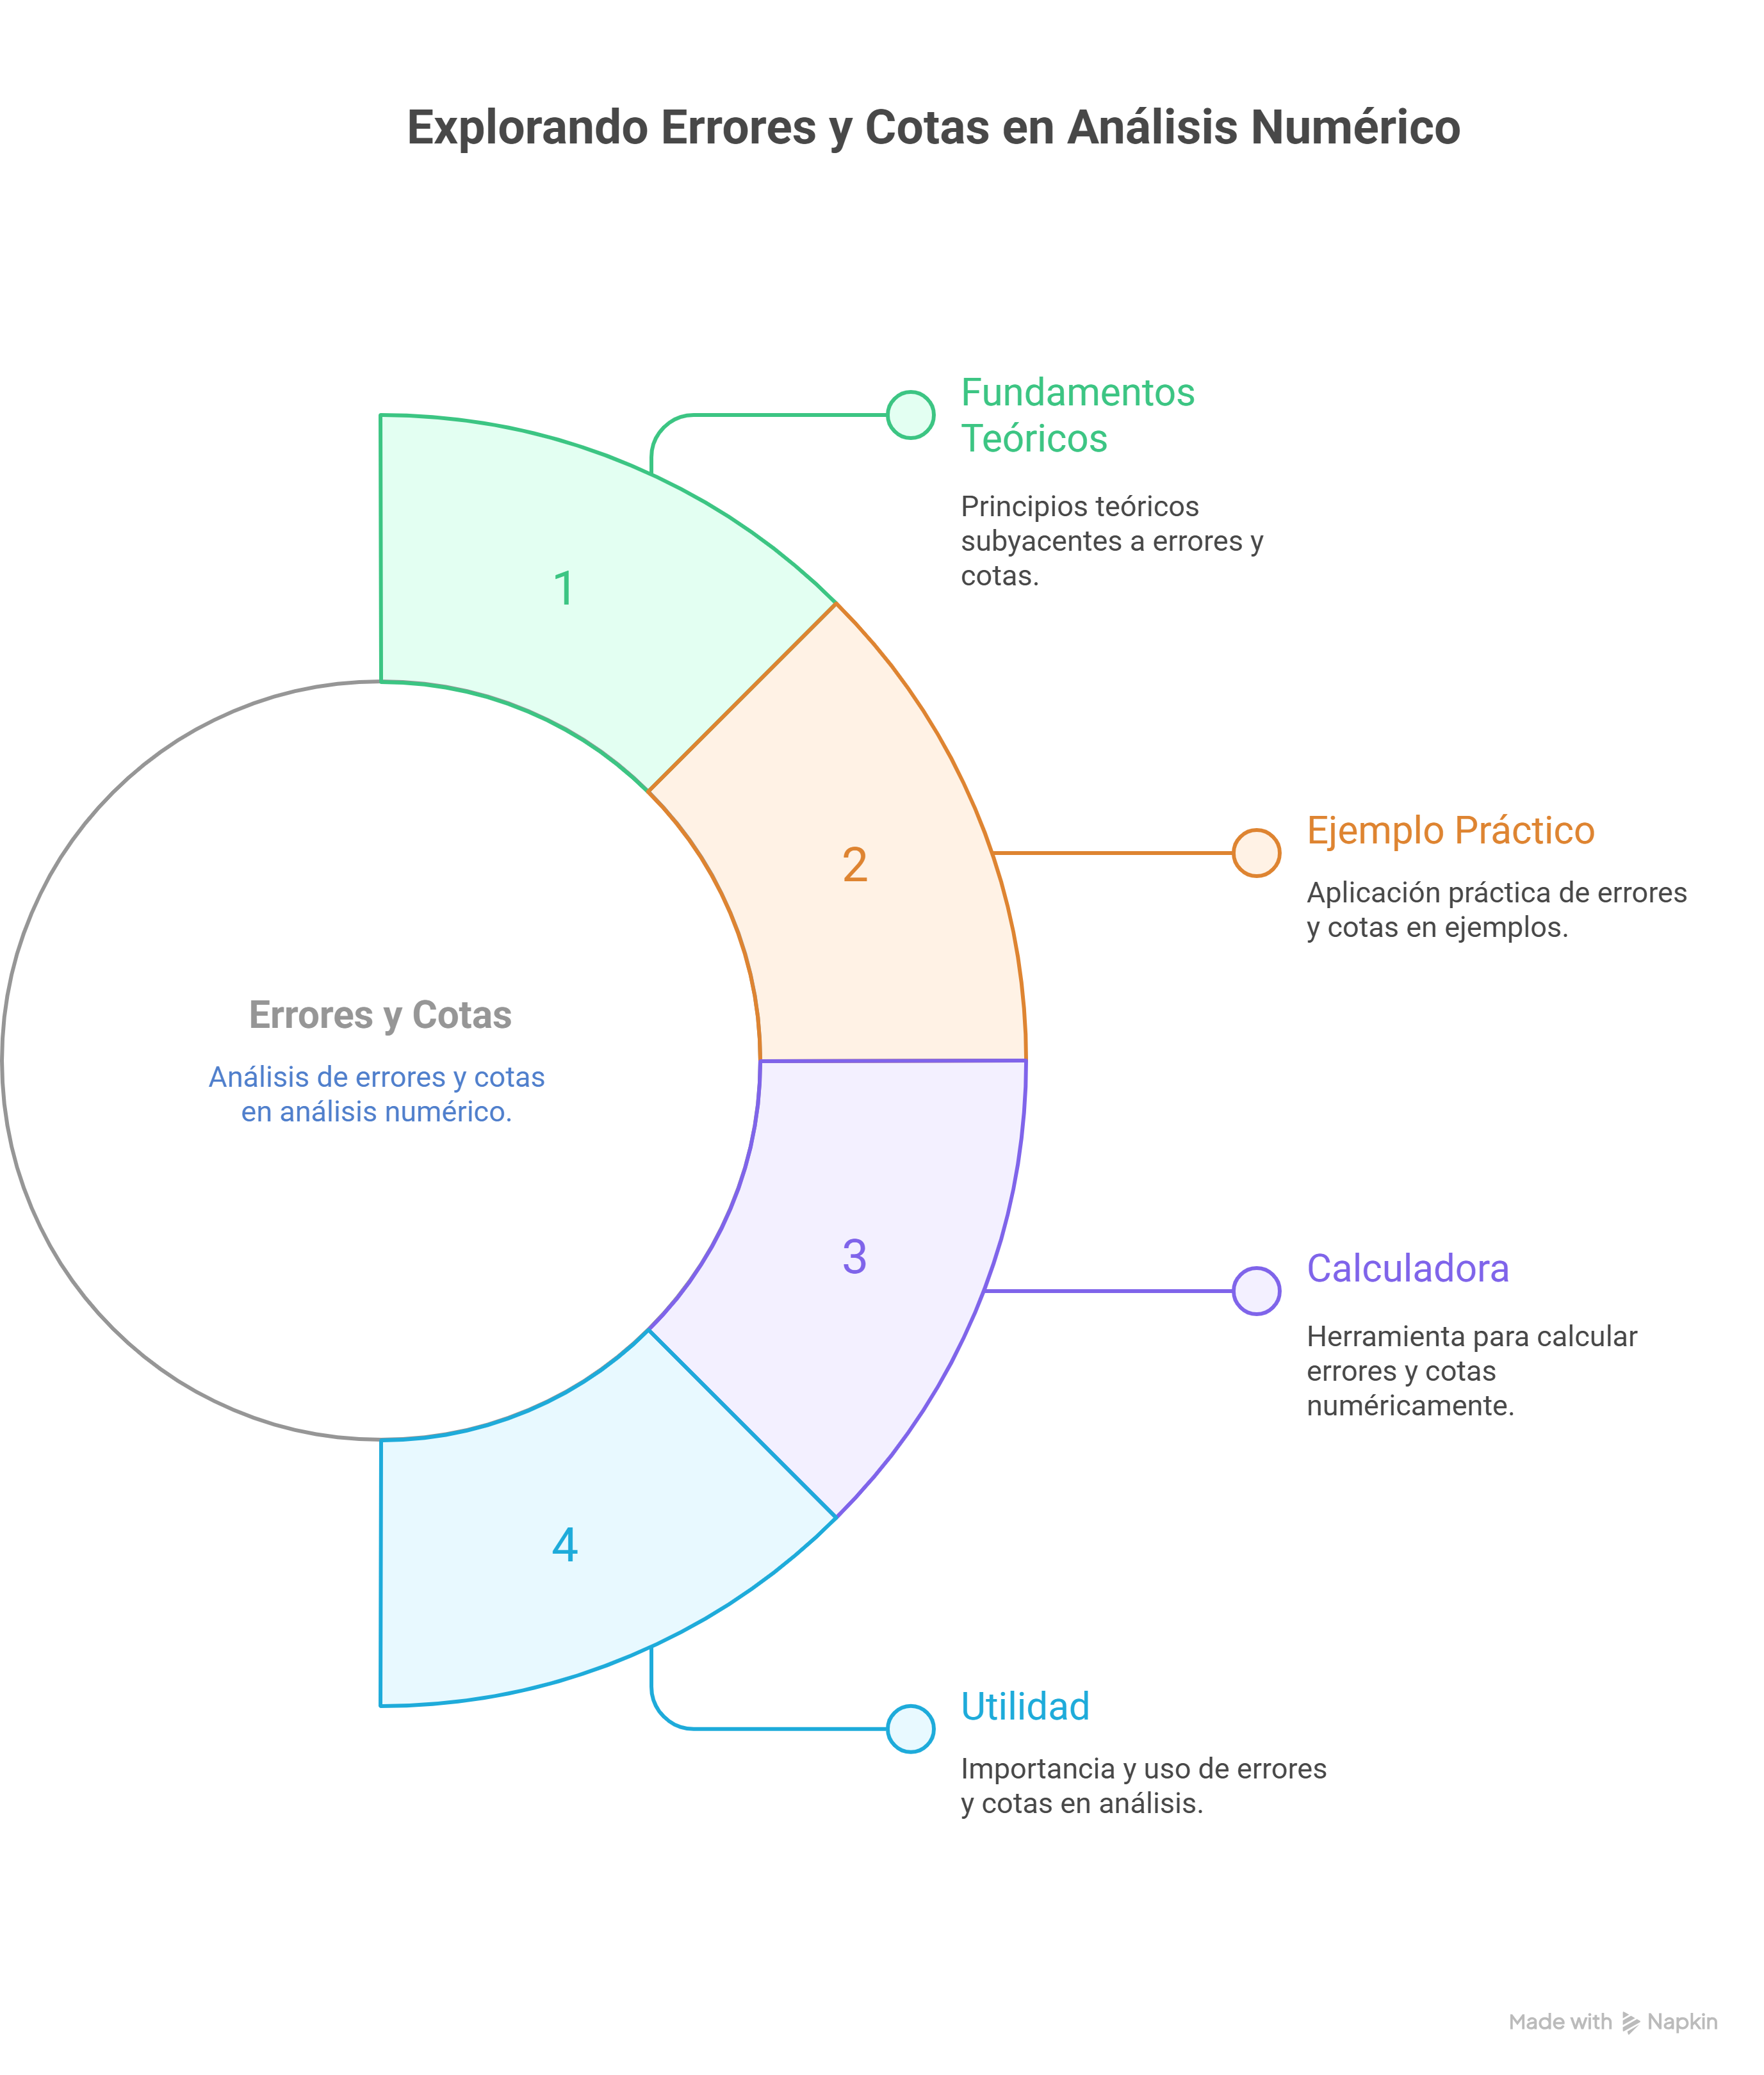 Explorando Errores y Cotas en Análisis Numérico
Fundamentos
Teóricos
Principios teóricos
subyacentes a errores y
cotas.
1
Ejemplo Práctico
Aplicación práctica de errores
y cotas en ejemplos.
2
Errores y Cotas
Análisis de errores y cotas
en análisis numérico.
3
Calculadora
Herramienta para calcular
errores y cotas
numéricamente.
4
Utilidad
Importancia y uso de errores
y cotas en análisis.
Made with Napkin